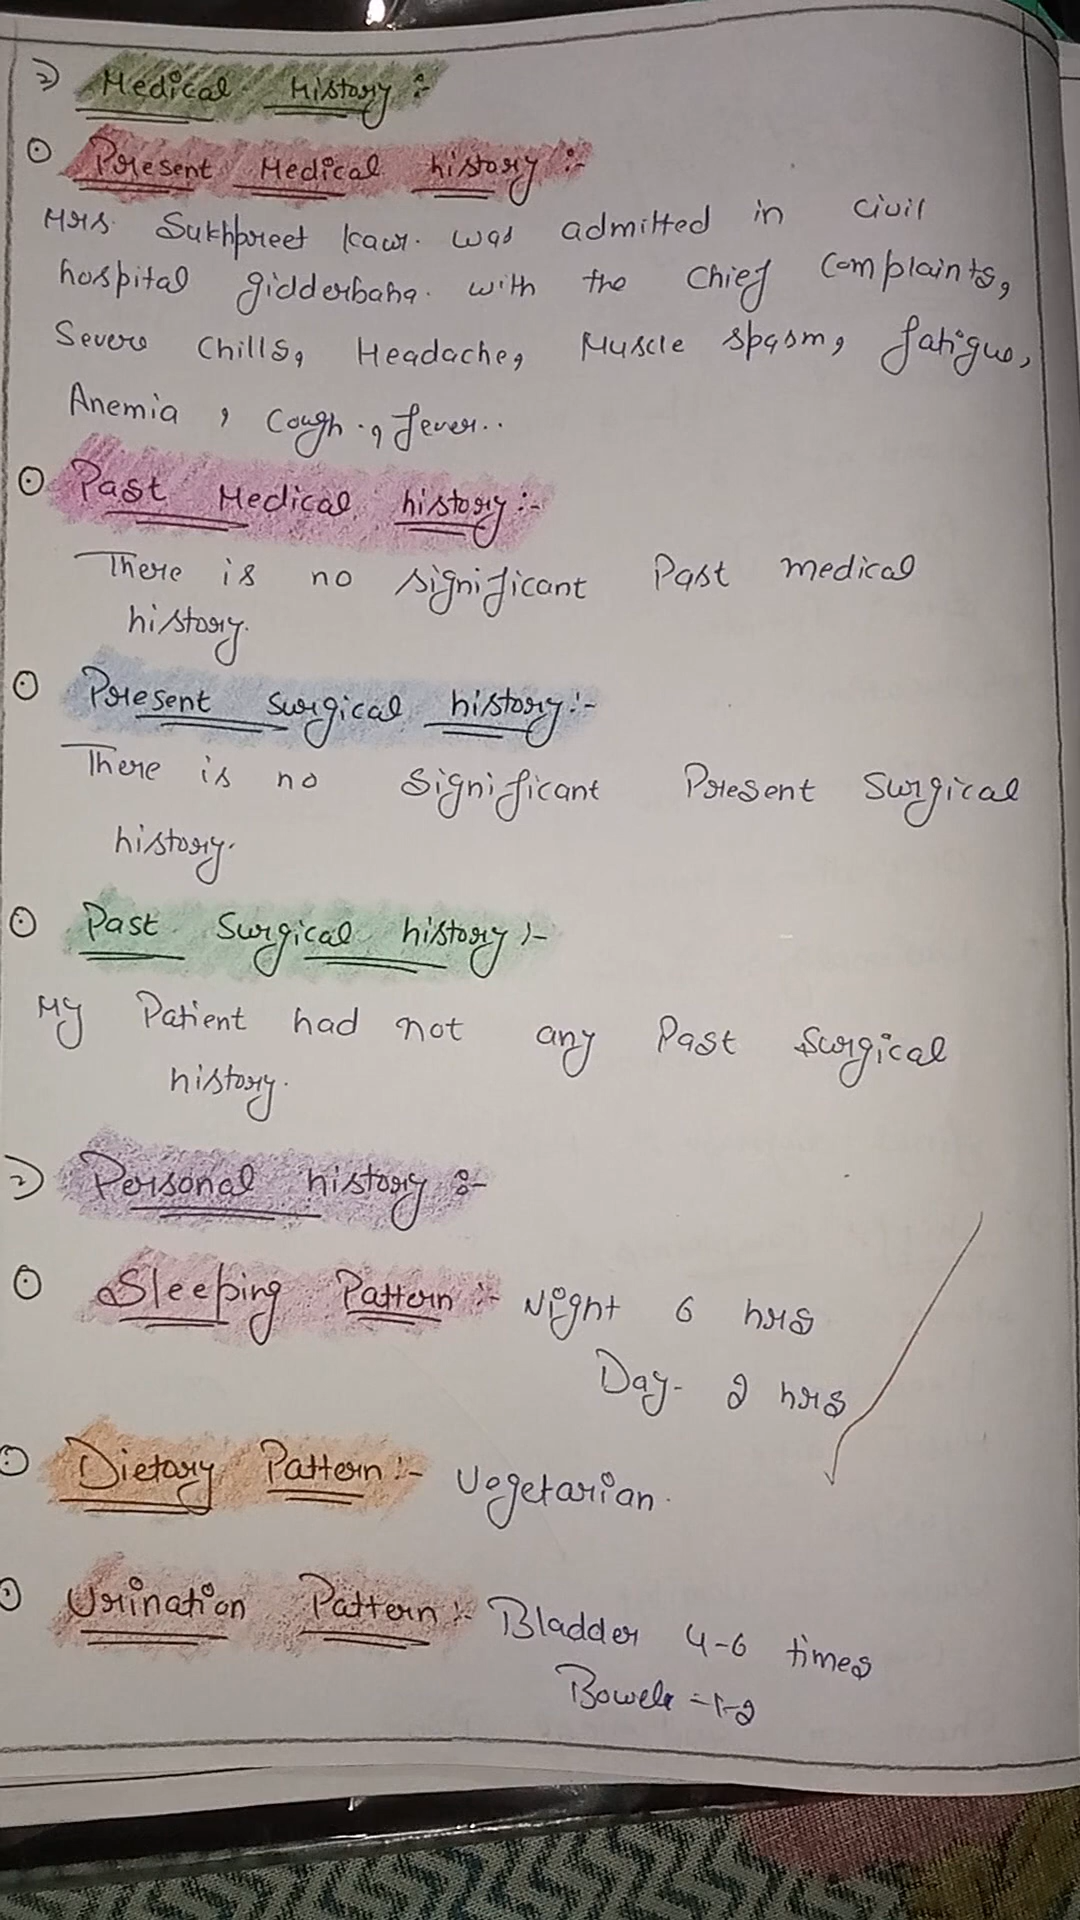 Medical History :-
Present Medical history :-
Mrs. Sukhpreet kaur. was admitted in civil
hospital gidderbaha. with the Chief Complaints,
Severe Chills, Headache, Muscle Spasm, fatigue,
Anemia, Cough., fever..
Past Medical history :-
There is no significant Past medical
history.
Present Surgical history :-
There is no Significant Present Surgical
history.
Past Surgical history :-
My Patient had not any Past Surgical
history.
Personal history :-
Sleeping Pattern :- Night 6 hrs
Day- 2 hrs
Dietary Pattern :- Vegetarian.
Urination Pattern :- Bladder 4-6 times
Bowel = 1-2